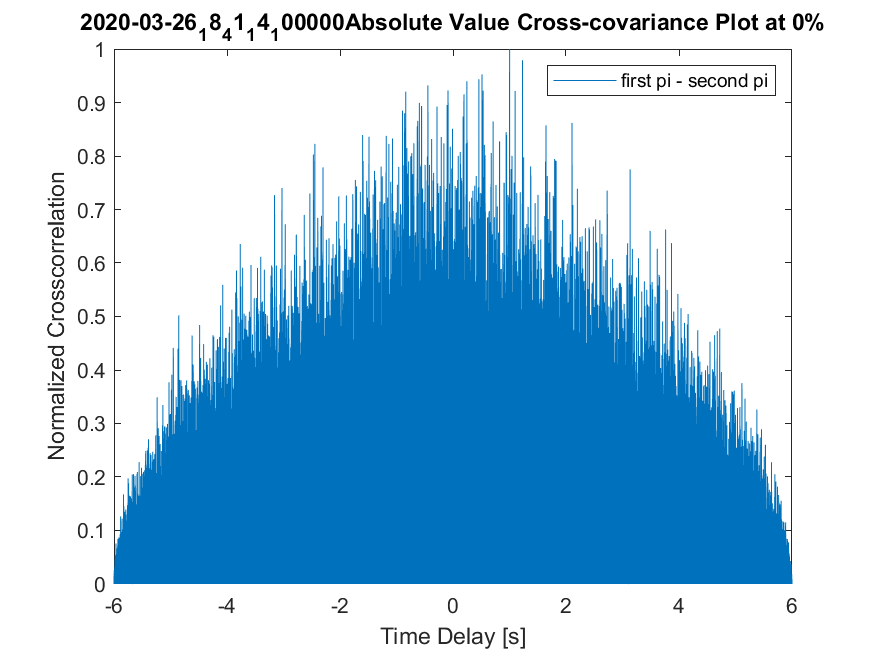 2020-03-26₁8₄1₁4₁00000Absolute Value Cross-covariance Plot at 0%
first pi - second pi
Normalized Crosscorrelation
1
0.9
0.8
0.7
0.6
0.5
0.4
0.3
0.2
0.1
0
-6 -4 -2 0 2 4 6
Time Delay [s]